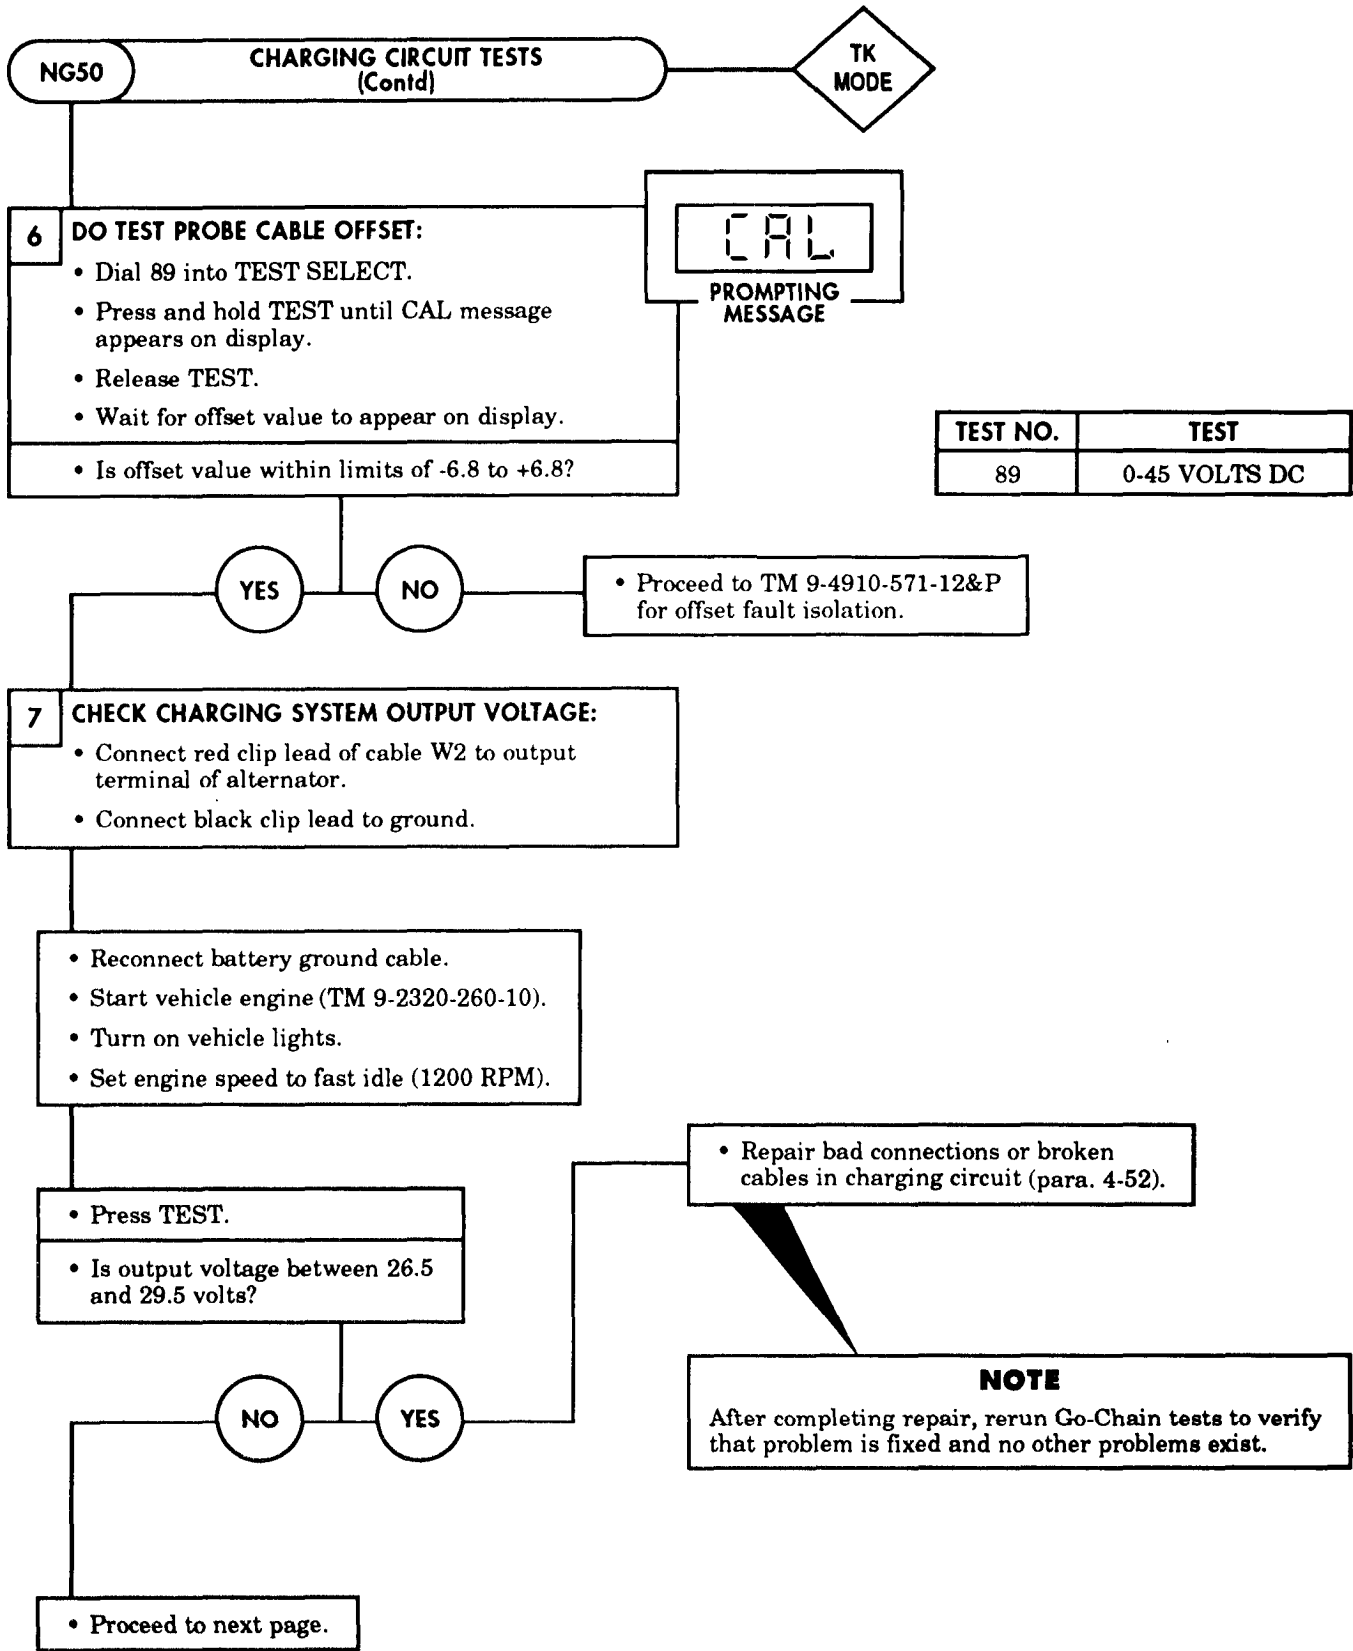 NG50
CHARGING CIRCUIT TESTS
(Contd)
TK
MODE
6
DO TEST PROBE CABLE OFFSET:
• Dial 89 into TEST SELECT.
• Press and hold TEST until CAL message
appears on display.
• Release TEST.
• Wait for offset value to appear on display.
• Is offset value within limits of -6.8 to +6.8?
CAL
PROMPTING
MESSAGE
TEST NO.
TEST
89
0-45 VOLTS DC
YES
NO
• Proceed to TM 9-4910-571-12&P
for offset fault isolation.
7
CHECK CHARGING SYSTEM OUTPUT VOLTAGE:
• Connect red clip lead of cable W2 to output
terminal of alternator.
• Connect black clip lead to ground.
• Reconnect battery ground cable.
• Start vehicle engine (TM 9-2320-260-10).
• Turn on vehicle lights.
• Set engine speed to fast idle (1200 RPM).
• Press TEST.
• Is output voltage between 26.5
and 29.5 volts?
• Repair bad connections or broken
cables in charging circuit (para. 4-52).
NOTE
After completing repair, rerun Go-Chain tests to verify
that problem is fixed and no other problems exist.
NO
YES
• Proceed to next page.